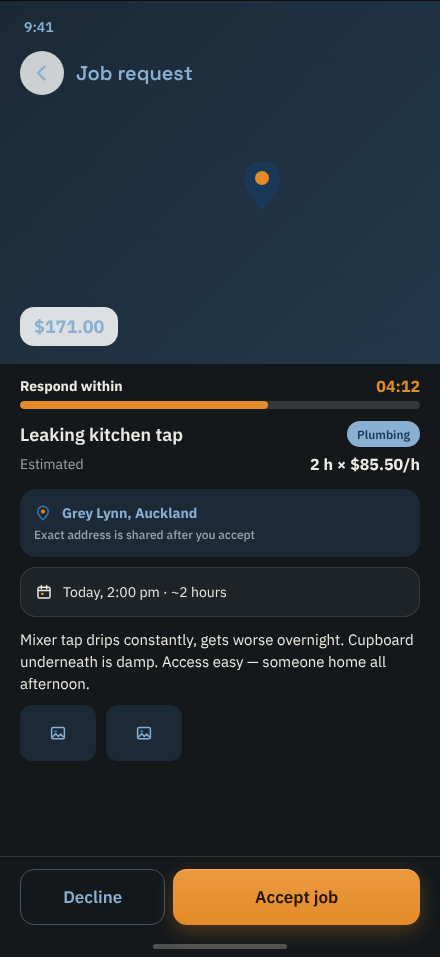 9:41
Job request
$171.00
Respond within
04:12
Leaking kitchen tap
Plumbing
Estimated
2 h × $85.50/h
Grey Lynn, Auckland
Exact address is shared after you accept
Today, 2:00 pm · ~2 hours
Mixer tap drips constantly, gets worse overnight. Cupboard
underneath is damp. Access easy — someone home all
afternoon.
Decline
Accept job